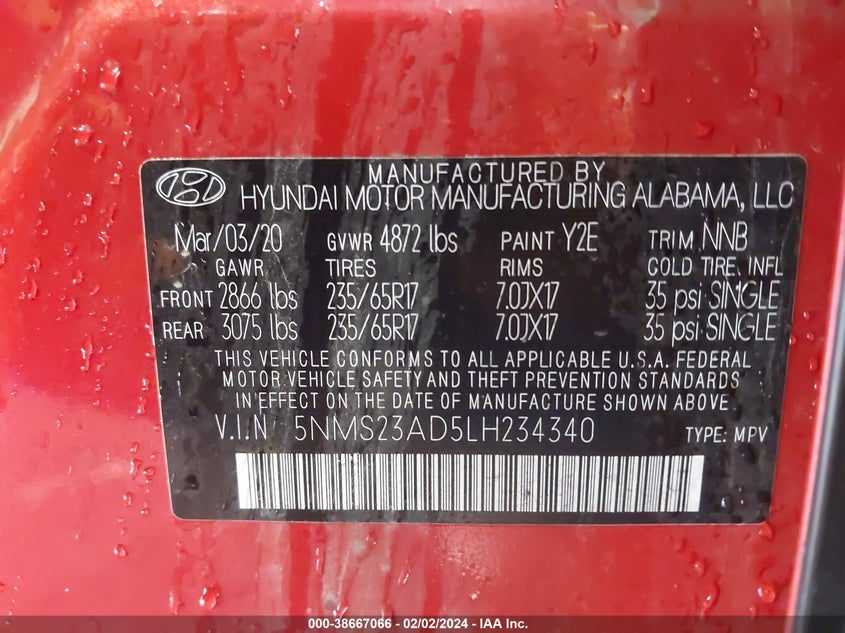 MANUFACTURED BY
HYUNDAI MOTOR MANUFACTURING ALABAMA, LLC
Mar/03/20 GVWR 4872 lbs PAINT Y2E TRIM NNB
GAWR TIRES RIMS COLD TIRE. INFL
FRONT 2866 lbs 235/65R17 7.0JX17 35 psi SINGLE
REAR 3075 lbs 235/65R17 7.0JX17 35 psi SINGLE
THIS VEHICLE CONFORMS TO ALL APPLICABLE U.S.A. FEDERAL
MOTOR VEHICLE SAFETY AND THEFT PREVENTION STANDARDS
IN EFFECT ON THE DATE OF MANUFACTURE SHOWN ABOVE.
V.I.N 5NMS23AD5LH234340 TYPE: MPV
000-38667066 - 02/02/2024 - IAA Inc.